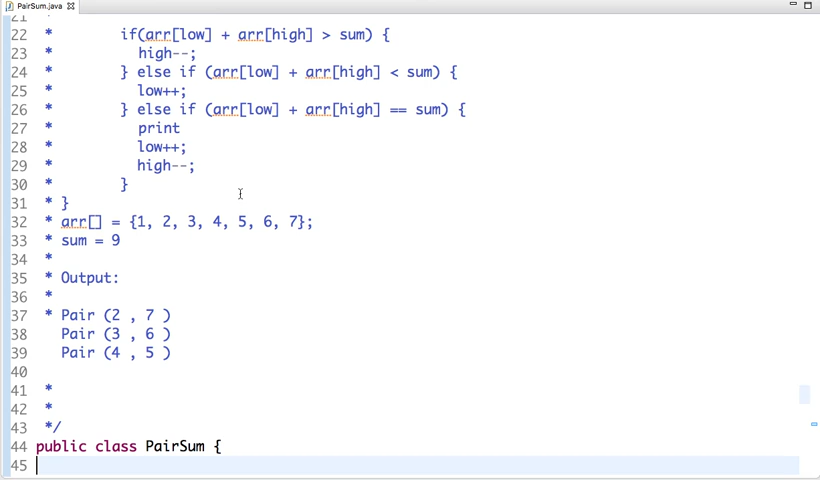 PairSum.java
21 *
22 * if(arr[low] + arr[high] > sum) {
23 * high--;
24 * } else if (arr[low] + arr[high] < sum) {
25 * low++;
26 * } else if (arr[low] + arr[high] == sum) {
27 * print
28 * low++;
29 * high--;
30 * }
31 * }
32 * arr[] = {1, 2, 3, 4, 5, 6, 7};
33 * sum = 9
34 *
35 * Output:
36 *
37 * Pair (2 , 7 )
38 Pair (3 , 6 )
39 Pair (4 , 5 )
40
41 *
42 *
43 */
44 public class PairSum {
45